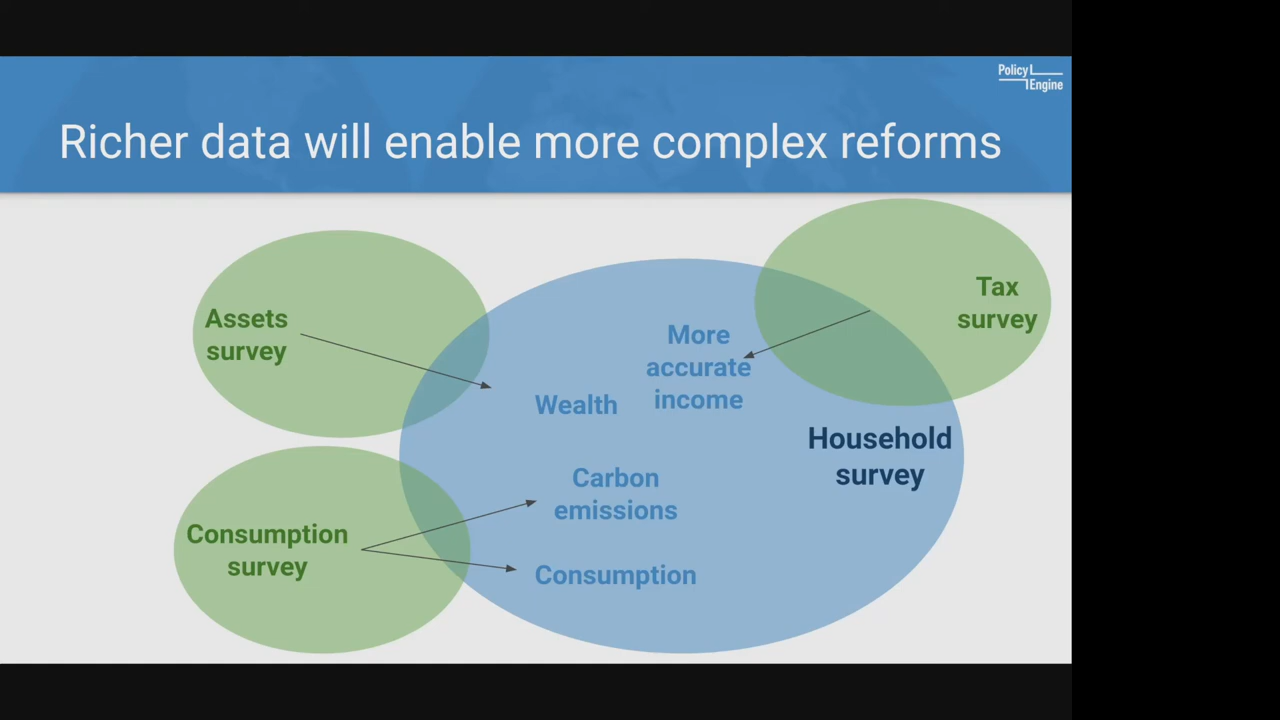 Policy
Engine
Richer data will enable more complex reforms
Assets
survey
Tax
survey
More
accurate
income
Wealth
Household
survey
Carbon
emissions
Consumption
survey
Consumption